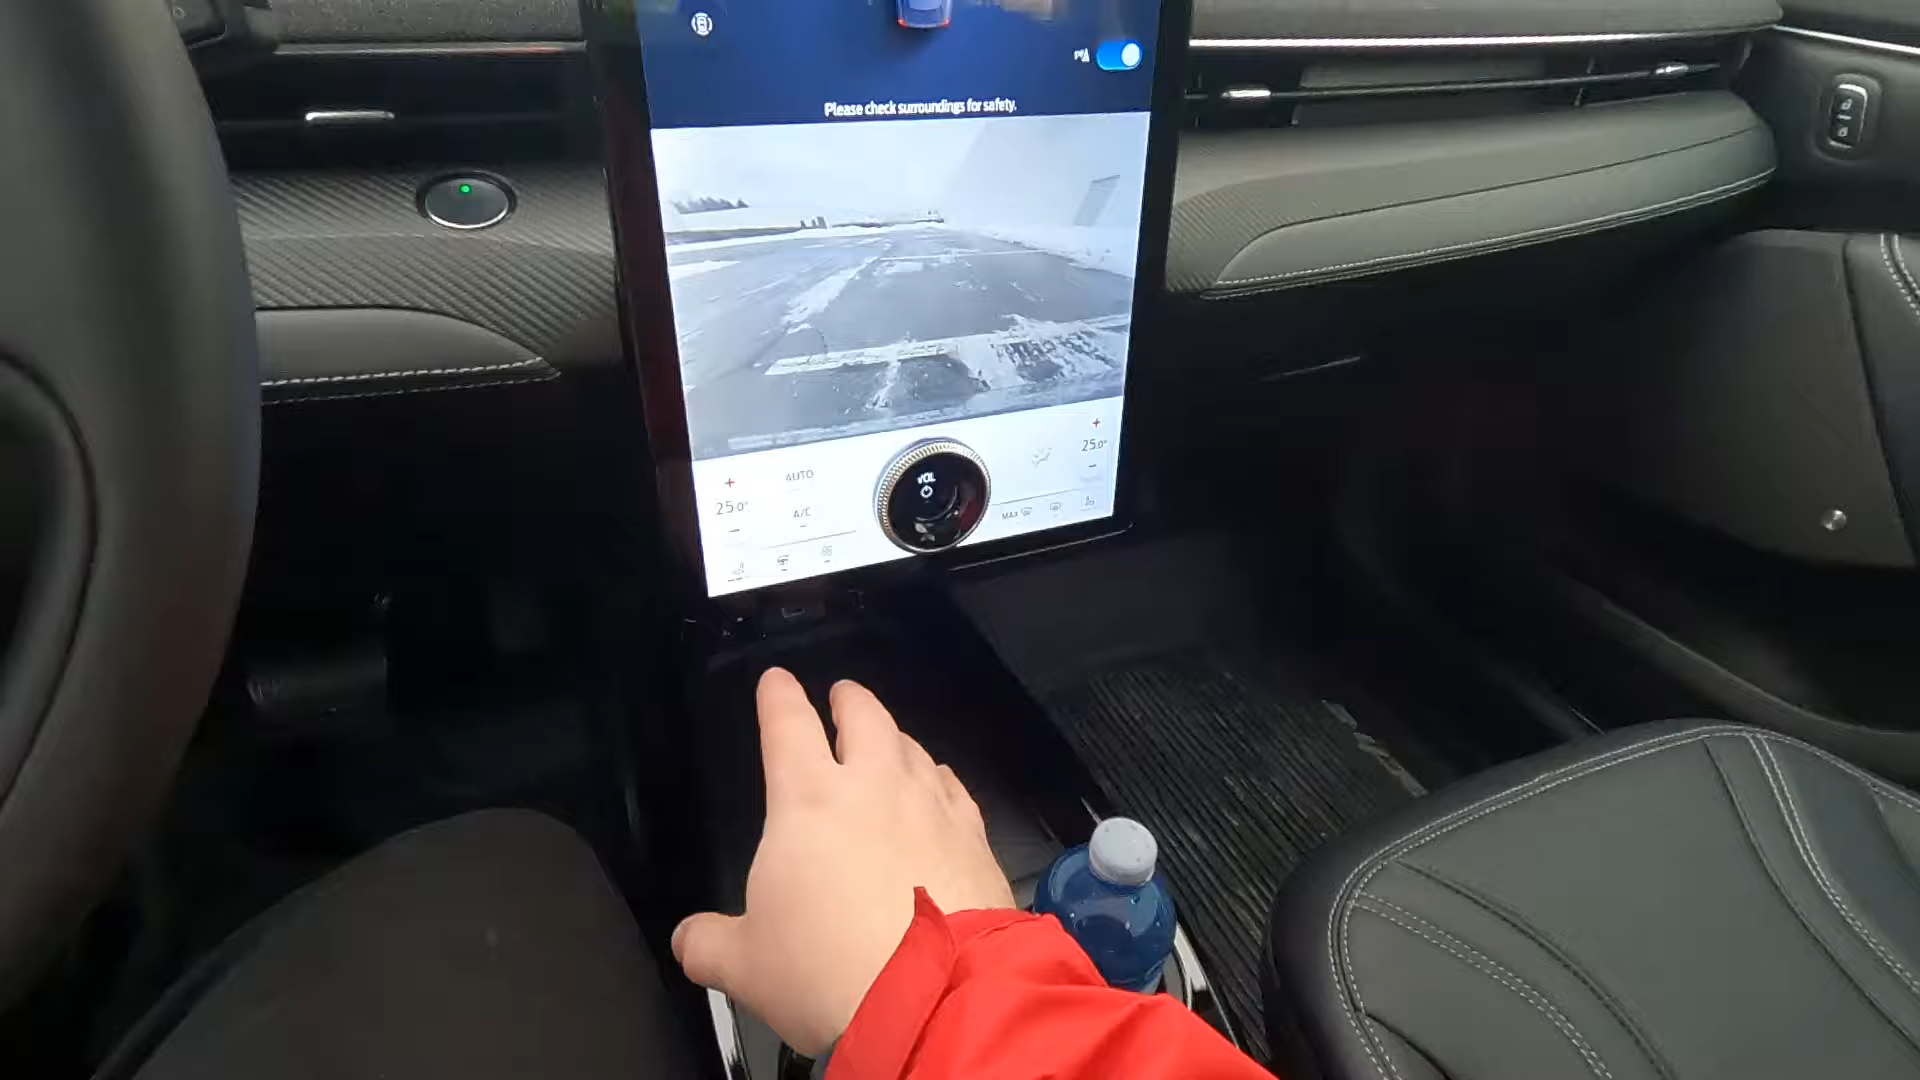 Please check surroundings for safety.
VOL
+
25.0°
-
AUTO
A/C
+
25.0°
-
MAX